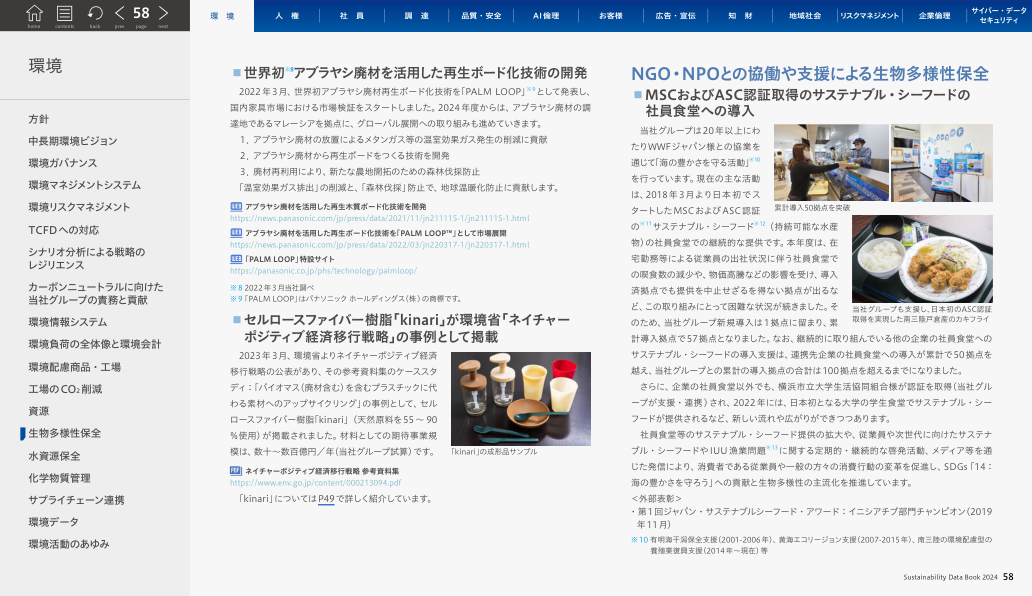 home contents back prev 58 page next
環 境
人 権
社 員
調 達
品質・安全
AI倫理
お客様
広告・宣伝
知 財
地域社会
リスクマネジメント
企業倫理
サイバー・データ
セキュリティ
環境
方針
中長期環境ビジョン
環境ガバナンス
環境マネジメントシステム
環境リスクマネジメント
TCFDへの対応
シナリオ分析による戦略の
レジリエンス
カーボンニュートラルに向けた
当社グループの責務と貢献
環境情報システム
環境負荷の全体像と環境会計
環境配慮商品・工場
工場のCO2削減
資源
生物多様性保全
水資源保全
化学物質管理
サプライチェーン連携
環境データ
環境活動のあゆみ
■ 世界初※8アブラヤシ廃材を活用した再生ボード化技術の開発
2022年3月、世界初アブラヤシ廃材再生ボード化技術を「PALM LOOP」※9として発表し、
国内家具市場における市場検証をスタートしました。2024年度からは、アブラヤシ廃材の調
達地であるマレーシアを拠点に、グローバル展開への取り組みも進めていきます。
1、アブラヤシ廃材の放置によるメタンガス等の温室効果ガス発生の削減に貢献
2、アブラヤシ廃材から再生ボードをつくる技術を開発
3、廃材再利用により、新たな農地開拓のための森林伐採防止
「温室効果ガス排出」の削減と、「森林伐採」防止で、地球温暖化防止に貢献します。
WEB アブラヤシ廃材を活用した再生木質ボード化技術を開発
https://news.panasonic.com/jp/press/data/2021/11/jn211115-1/jn211115-1.html
WEB アブラヤシ廃材を活用した再生ボード化技術を「PALM LOOP™」として市場展開
https://news.panasonic.com/jp/press/data/2022/03/jn220317-1/jn220317-1.html
WEB 「PALM LOOP」特設サイト
https://panasonic.co.jp/phs/technology/palmloop/
※8 2022年3月当社調べ
※9 「PALM LOOP」はパナソニック ホールディングス(株)の商標です。
■ セルロースファイバー樹脂「kinari」が環境省「ネイチャー
ポジティブ経済移行戦略」の事例として掲載
2023年3月、環境省よりネイチャーポジティブ経済
移行戦略の公表があり、その参考資料集のケーススタ
ディ:「バイオマス(廃材含む)を含むプラスチックに代
わる素材へのアップサイクリング」の事例として、セル
ロースファイバー樹脂「kinari」(天然原料を55〜90
%使用)が掲載されました。材料としての期待事業規
模は、数十〜数百億円/年(当社グループ試算)です。
「kinari」の成形品サンプル
PDF ネイチャーポジティブ経済移行戦略 参考資料集
https://www.env.go.jp/content/000213094.pdf
「kinari」についてはP49で詳しく紹介しています。
NGO・NPOとの協働や支援による生物多様性保全
■ MSCおよびASC認証取得のサステナブル・シーフードの
社員食堂への導入
当社グループは20年以上にわ
たりWWFジャパン様との協業を
通じて「海の豊かさを守る活動」※10
を行っています。現在の主な活動
は、2018年3月より日本初でス
タートしたMSCおよびASC認証
の※11サステナブル・シーフード※12(持続可能な水産
物)の社員食堂での継続的な提供です。本年度は、在
宅勤務等による従業員の出社状況に伴う社員食堂で
の喫食数の減少や、物価高騰などの影響を受け、導入
済拠点でも提供を中止せざるを得ない拠点が出るな
ど、この取り組みにとって困難な状況が続きました。そ
のため、当社グループ新規導入は1拠点に留まり、累
計導入拠点で57拠点となりました。なお、継続的に取り組んでいる他の企業の社員食堂への
サステナブル・シーフードの導入支援は、連携先企業の社員食堂への導入が累計で50拠点を
越え、当社グループとの累計の導入拠点の合計は100拠点を超えるまでになりました。
さらに、企業の社員食堂以外でも、横浜市立大学生活協同組合様が認証を取得(当社グル
ープが支援・連携)され、2022年には、日本初となる大学の学生食堂でサステナブル・シー
フードが提供されるなど、新しい流れや広がりができつつあります。
社員食堂等のサステナブル・シーフード提供の拡大や、従業員や次世代に向けたサステナ
ブル・シーフードやIUU漁業問題※13に関する定期的・継続的な啓発活動、メディア等を通
じた発信により、消費者である従業員や一般の方々の消費行動の変革を促進し、SDGs「14:
海の豊かさを守ろう」への貢献と生物多様性の主流化を推進しています。
<外部表彰>
・第1回ジャパン・サステナブルシーフード・アワード:イニシアチブ部門チャンピオン(2019
年11月)
累計導入50拠点を突破
当社グループも支援し、日本初のASC認証
取得を実現した南三陸戸倉産のカキフライ
※10 有明海干潟保全支援(2001-2006年)、黄海エコリージョン支援(2007-2015年)、南三陸の環境配慮型の
養殖業復興支援(2014年〜現在)等
Sustainability Data Book 2024 58